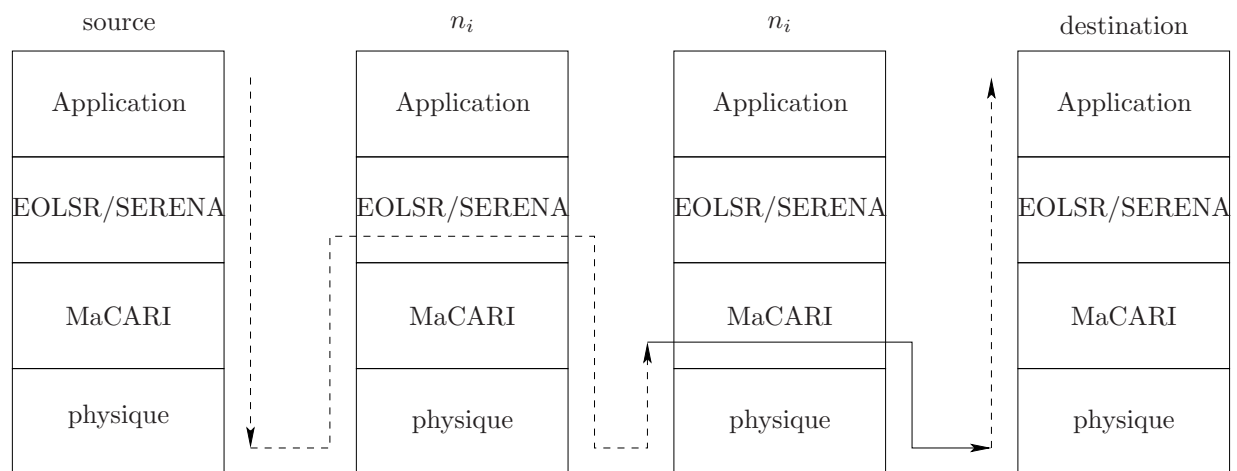 source
n_i
n_i
destination
Application
Application
Application
Application
EOLSR/SERENA
EOLSR/SERENA
EOLSR/SERENA
EOLSR/SERENA
MaCARI
MaCARI
MaCARI
MaCARI
physique
physique
physique
physique